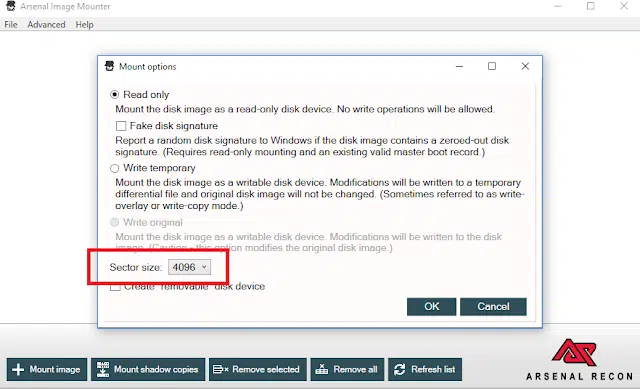 Arsenal Image Mounter
File Advanced Help
Mount options
Read only
Mount the disk image as a read-only disk device. No write operations will be allowed.
Fake disk signature
Report a random disk signature to Windows if the disk image contains a zeroed-out disk
signature. (Requires read-only mounting and an existing valid master boot record.)
Write temporary
Mount the disk image as a writable disk device. Modifications will be written to a temporary
differential file and original disk image will not be changed. (Sometimes referred to as write-
overlay or write-copy mode.)
Write original
Mount the disk image as a writable disk device. Modifications will be written to the disk
image. (Caution - this option modifies the original disk image.)
Sector size: 4096
Create "removable" disk device
OK Cancel
Mount image Mount shadow copies Remove selected Remove all Refresh list
ARSENAL RECON